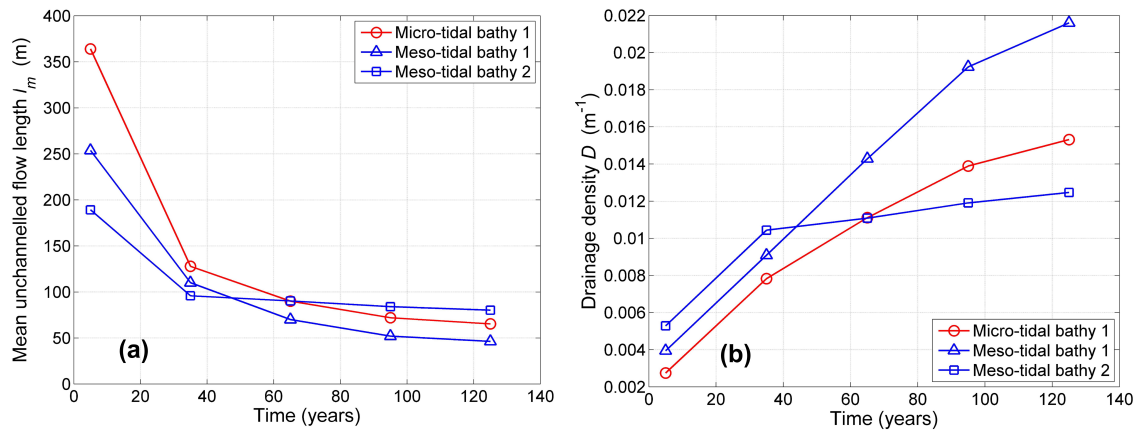 400
350
300
250
200
150
100
50
0
Mean unchannelled flow length l_m (m)
Micro-tidal bathy 1
Meso-tidal bathy 1
Meso-tidal bathy 2
(a)
0 20 40 60 80 100 120 140
Time (years)
0.022
0.02
0.018
0.016
0.014
0.012
0.01
0.008
0.006
0.004
0.002
Drainage density D (m⁻¹)
Micro-tidal bathy 1
Meso-tidal bathy 1
Meso-tidal bathy 2
(b)
0 20 40 60 80 100 120 140
Time (years)